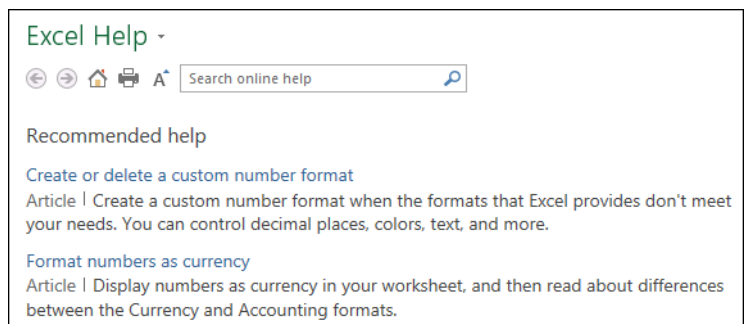 Excel Help
A
Search online help
Recommended help
Create or delete a custom number format
Article | Create a custom number format when the formats that Excel provides don't meet
your needs. You can control decimal places, colors, text, and more.
Format numbers as currency
Article | Display numbers as currency in your worksheet, and then read about differences
between the Currency and Accounting formats.